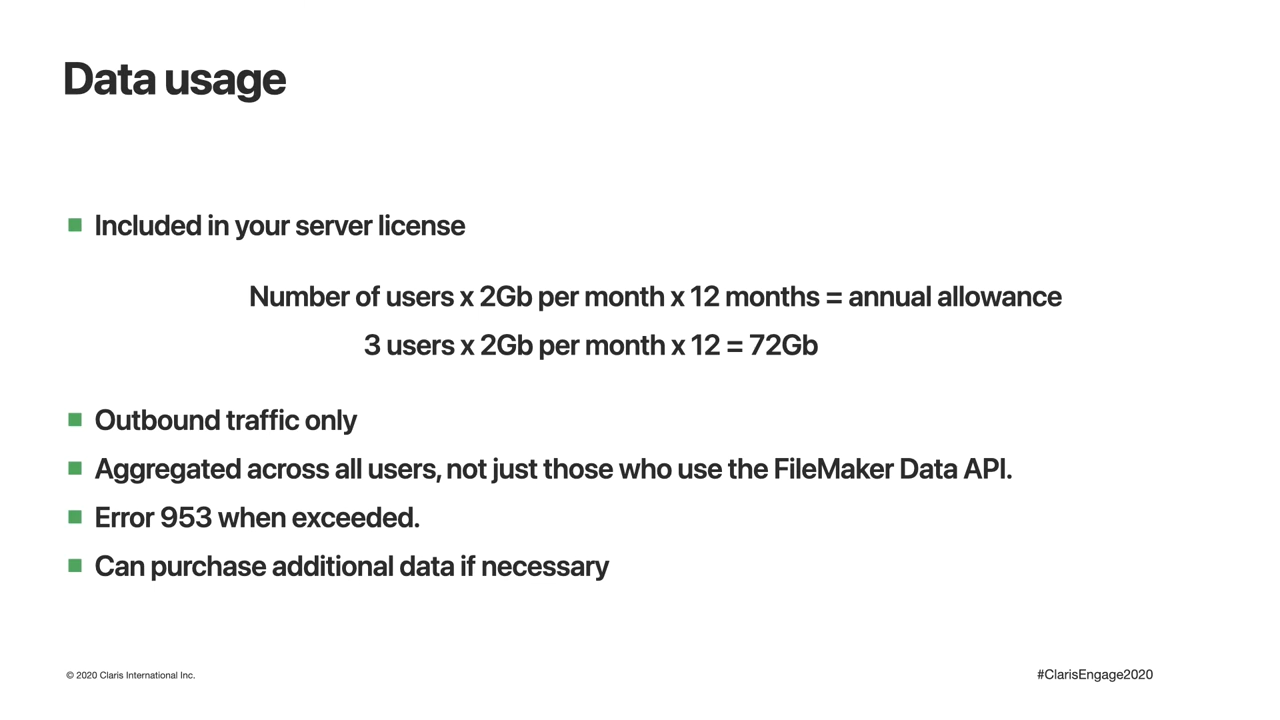 Data usage
Included in your server license
Number of users x 2Gb per month x 12 months = annual allowance
3 users x 2Gb per month x 12 = 72Gb
Outbound traffic only
Aggregated across all users, not just those who use the FileMaker Data API.
Error 953 when exceeded.
Can purchase additional data if necessary
© 2020 Claris International Inc.
#ClarisEngage2020